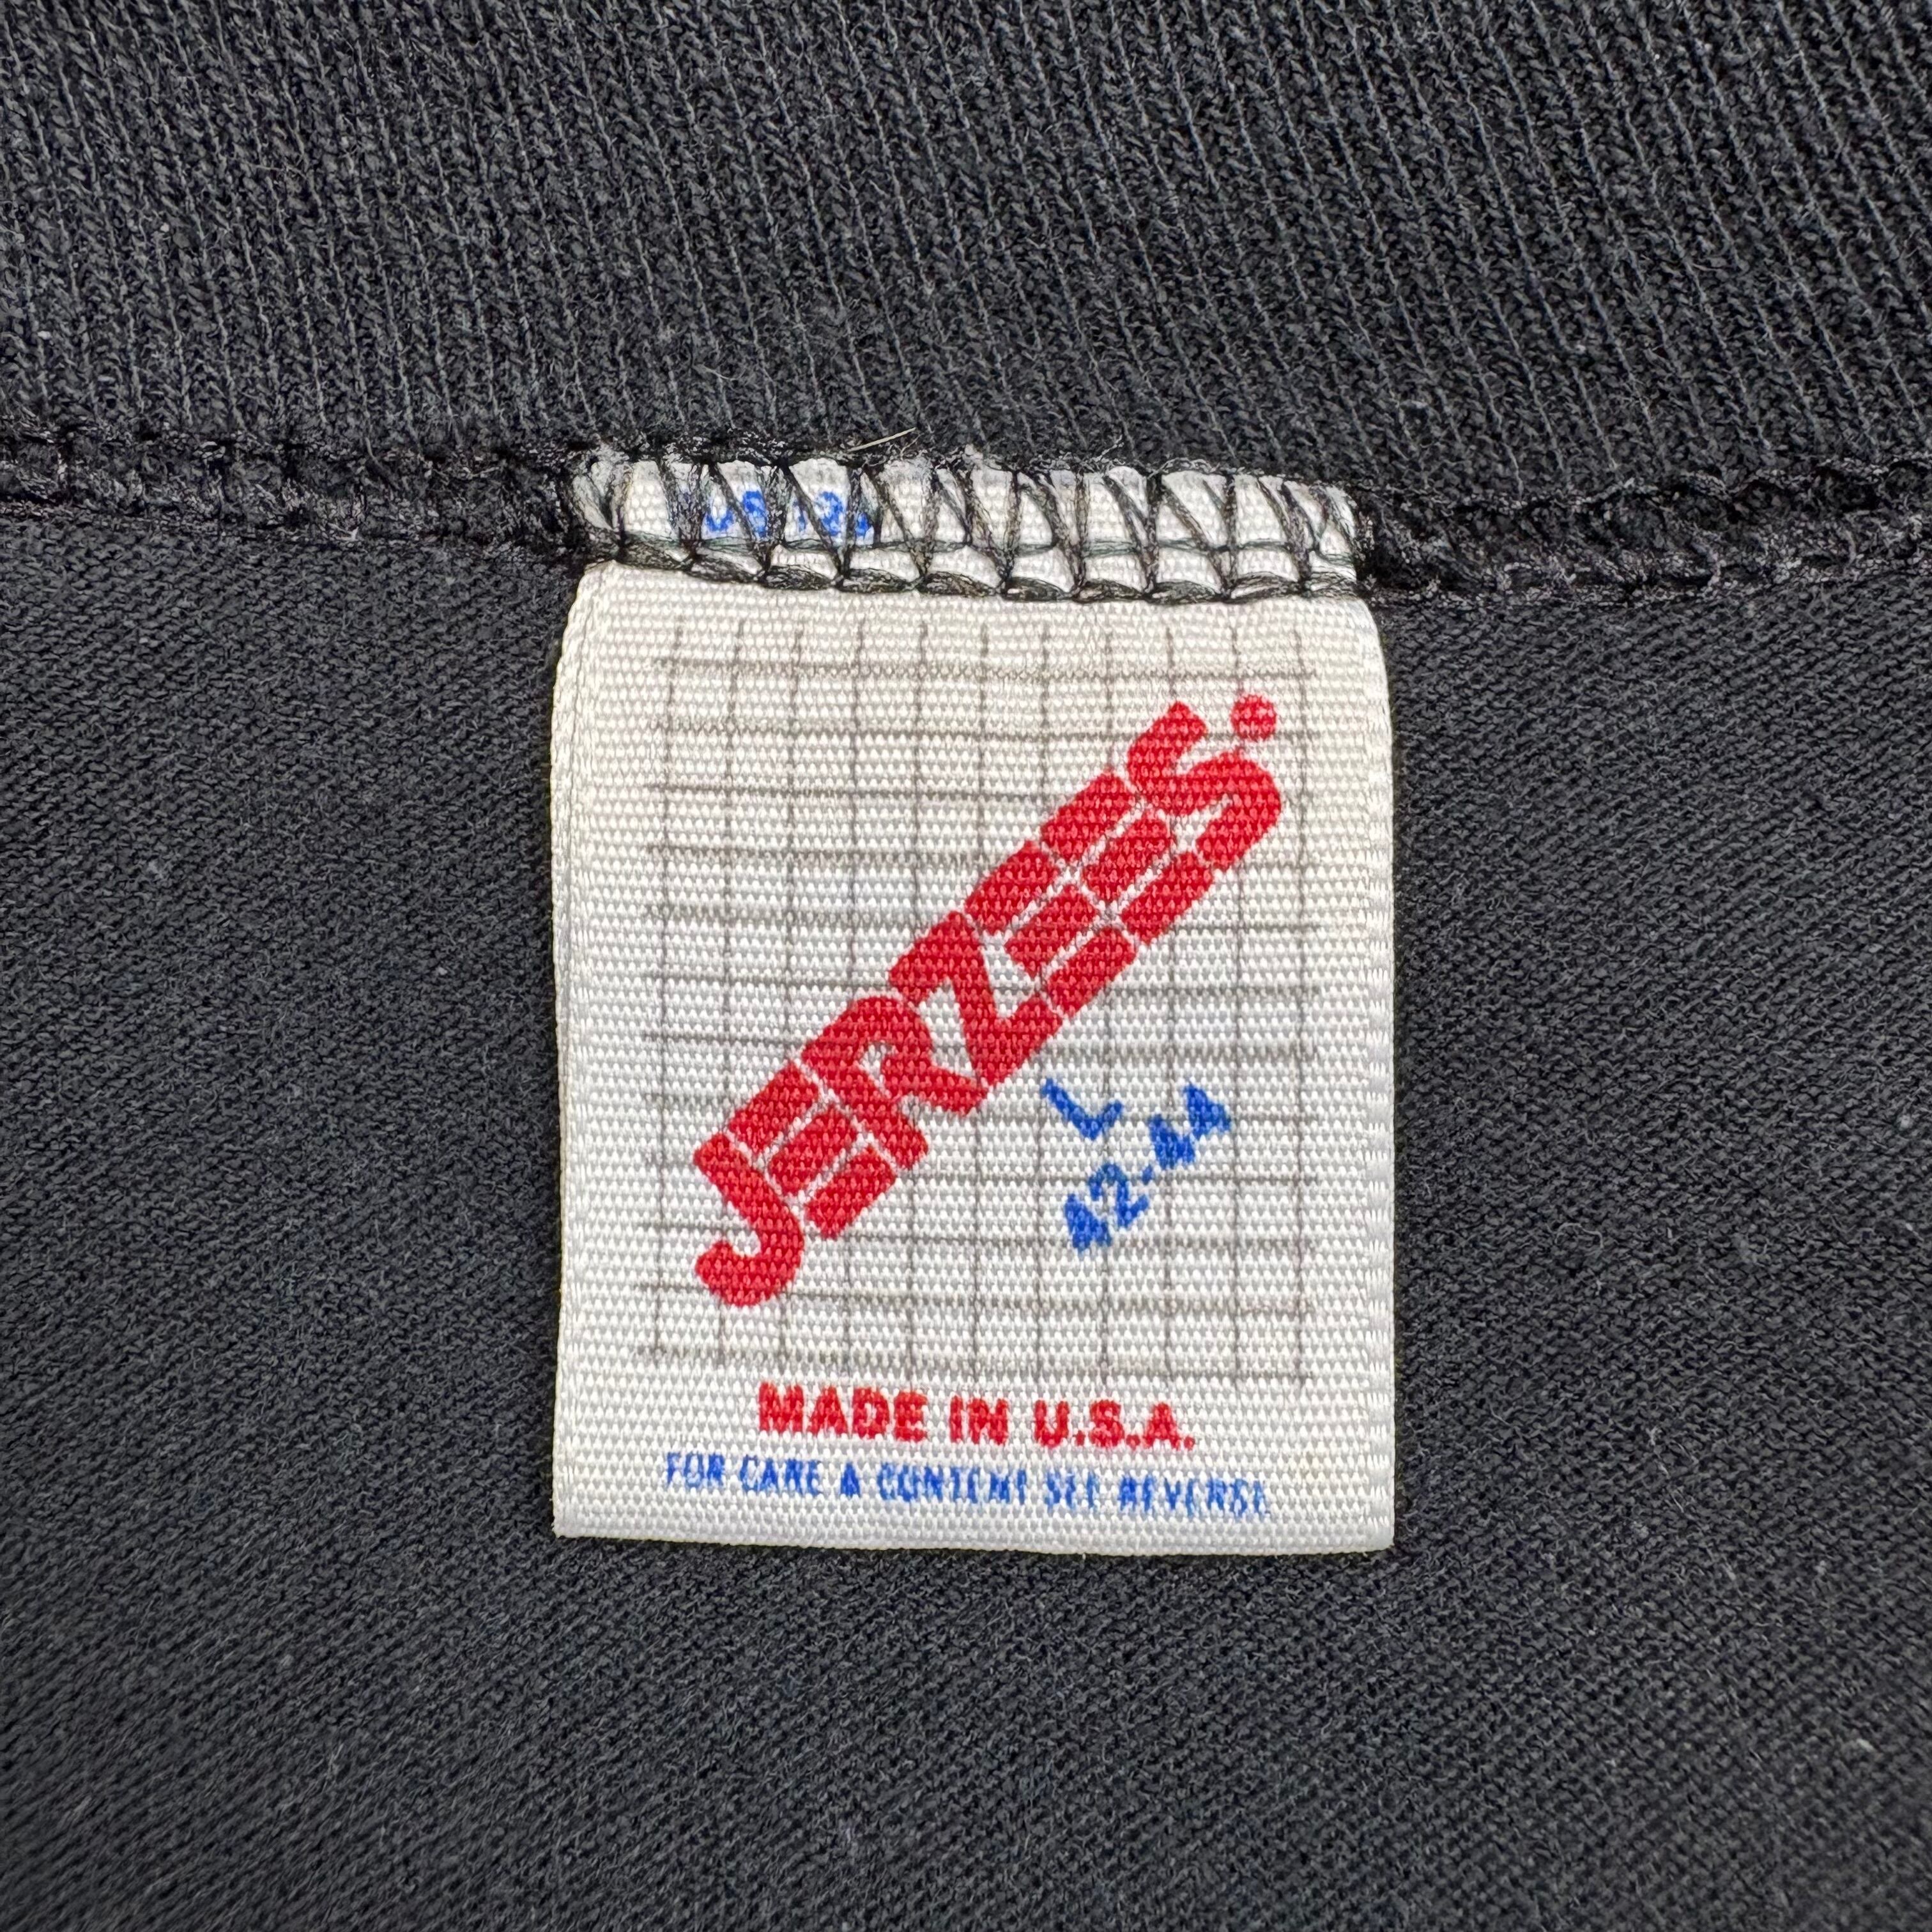 JERZEES.
L
42-44
MADE IN U.S.A.
FOR CARE & CONTENT SEE REVERSE